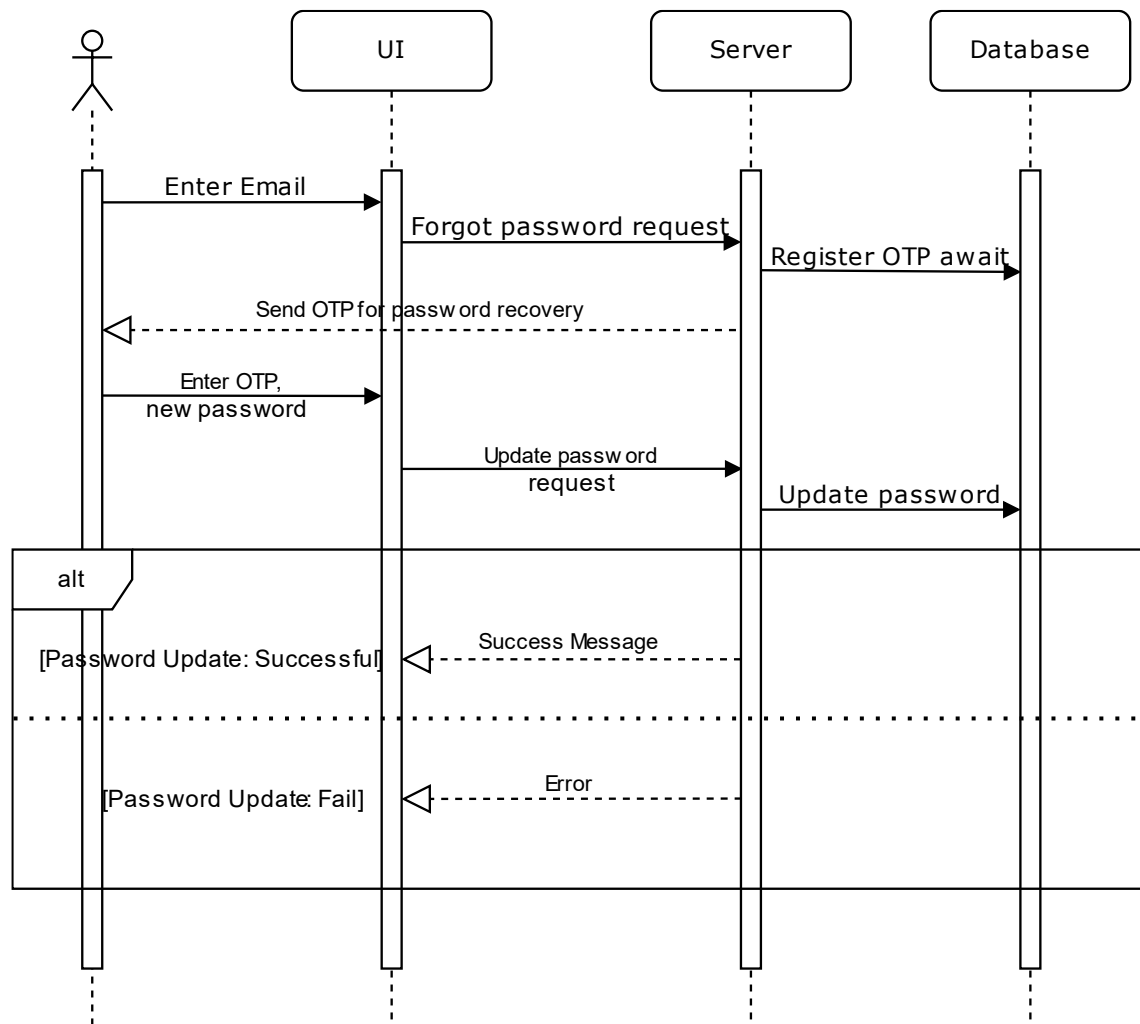 UI
Server
Database
Enter Email
Forgot password request
Register OTP await
Send OTP for password recovery
Enter OTP,
new password
Update password
request
Update password
alt
Success Message
[Password Update: Successful]
Error
[Password Update: Fail]